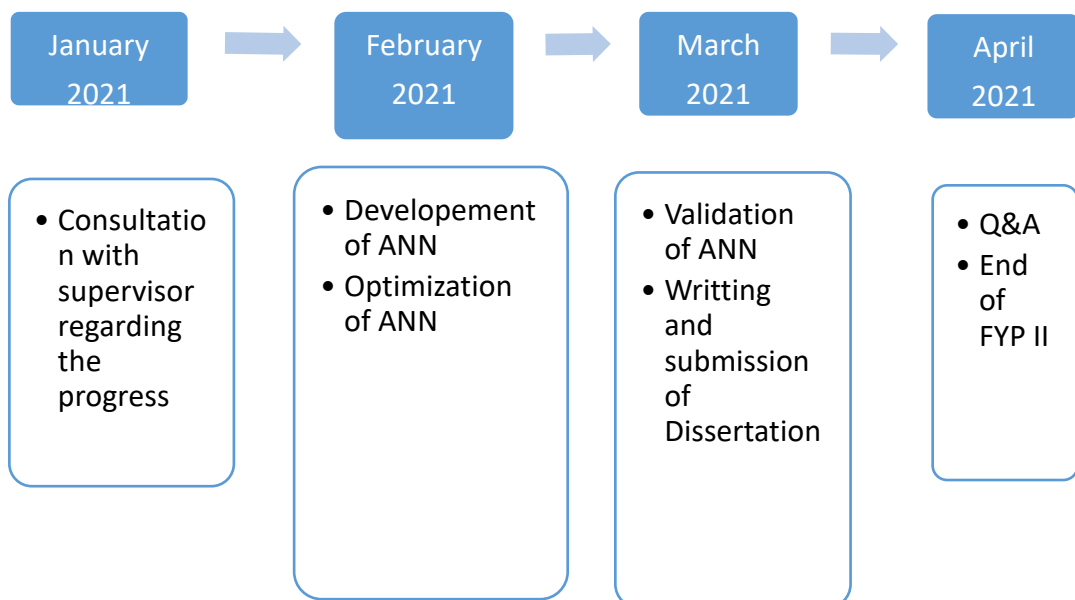 January
2021
February
2021
March
2021
April
2021
• Consultatio
n with
supervisor
regarding
the
progress
• Developement
of ANN
• Optimization
of ANN
• Validation
of ANN
• Writting
and
submission
of
Dissertation
• Q&A
• End
of
FYP II